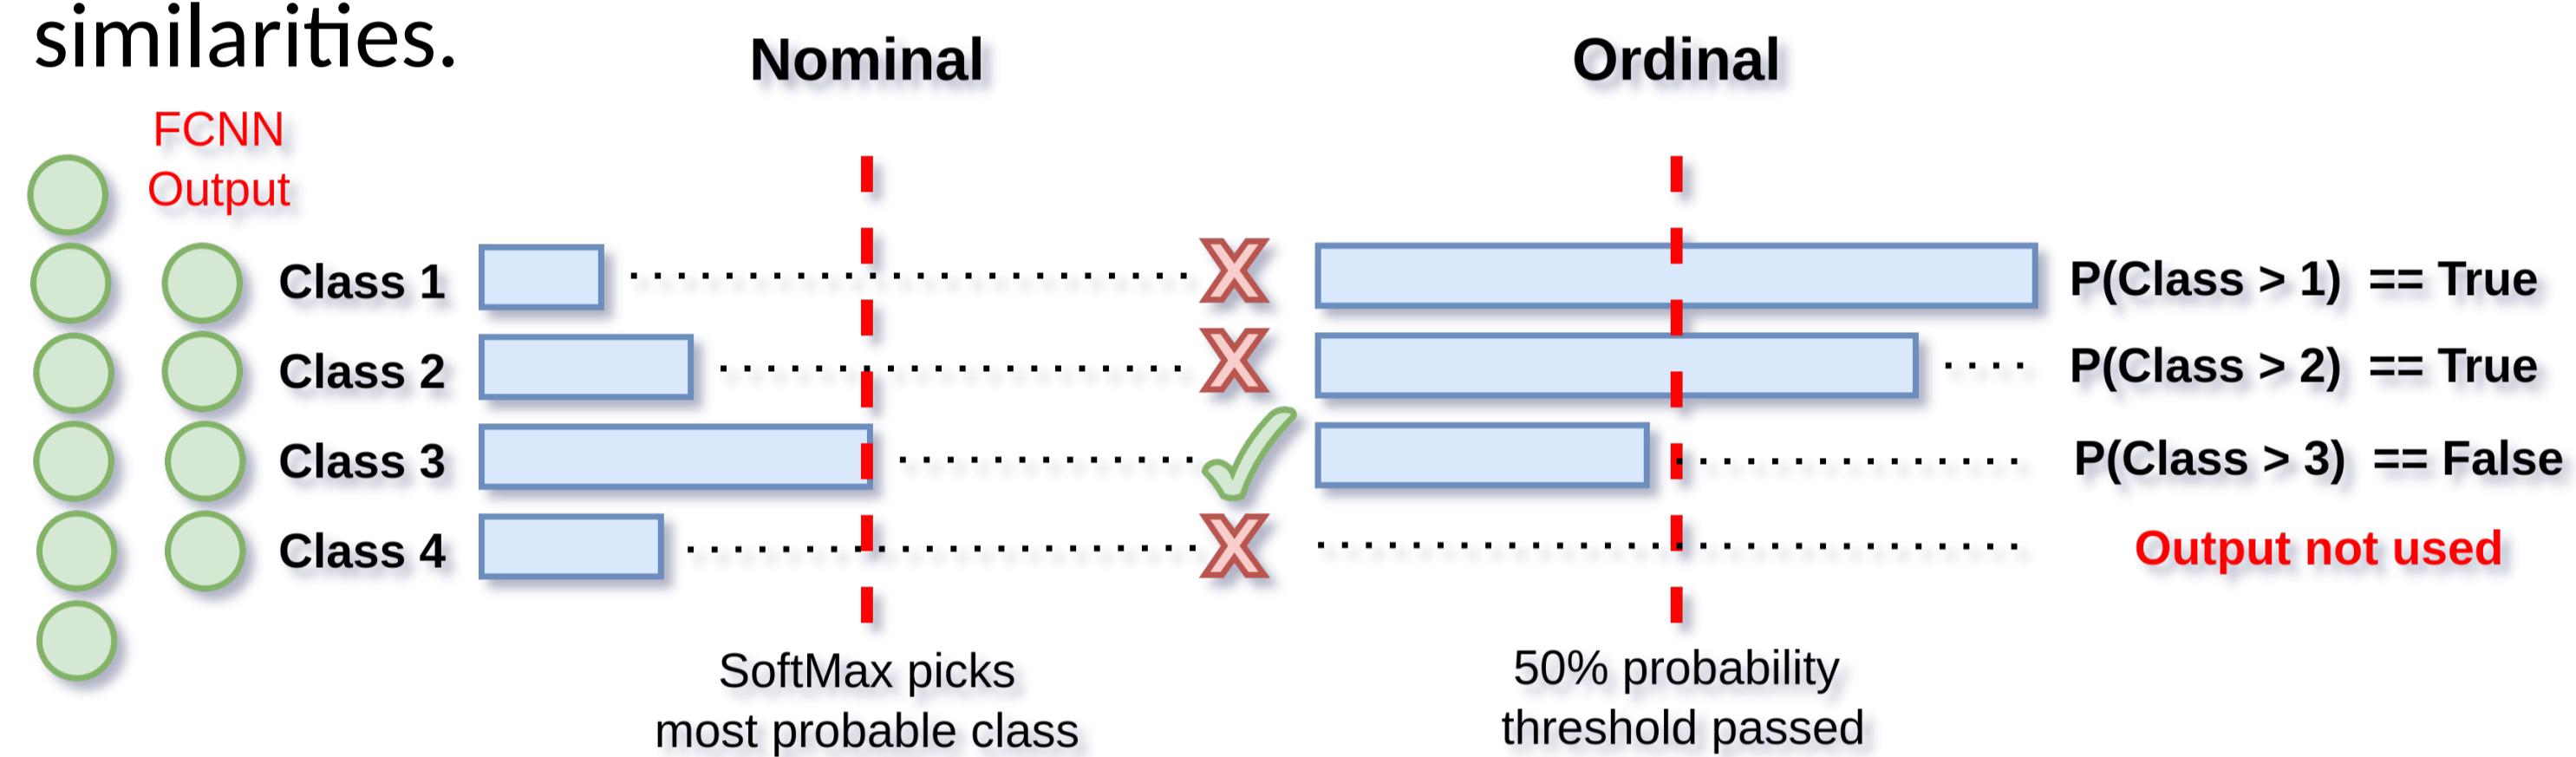 similarities.
Nominal
Ordinal
FCNN
Output
Class 1
X
P(Class > 1) == True
Class 2
X
P(Class > 2) == True
Class 3
P(Class > 3) == False
Class 4
X
Output not used
SoftMax picks
most probable class
50% probability
threshold passed